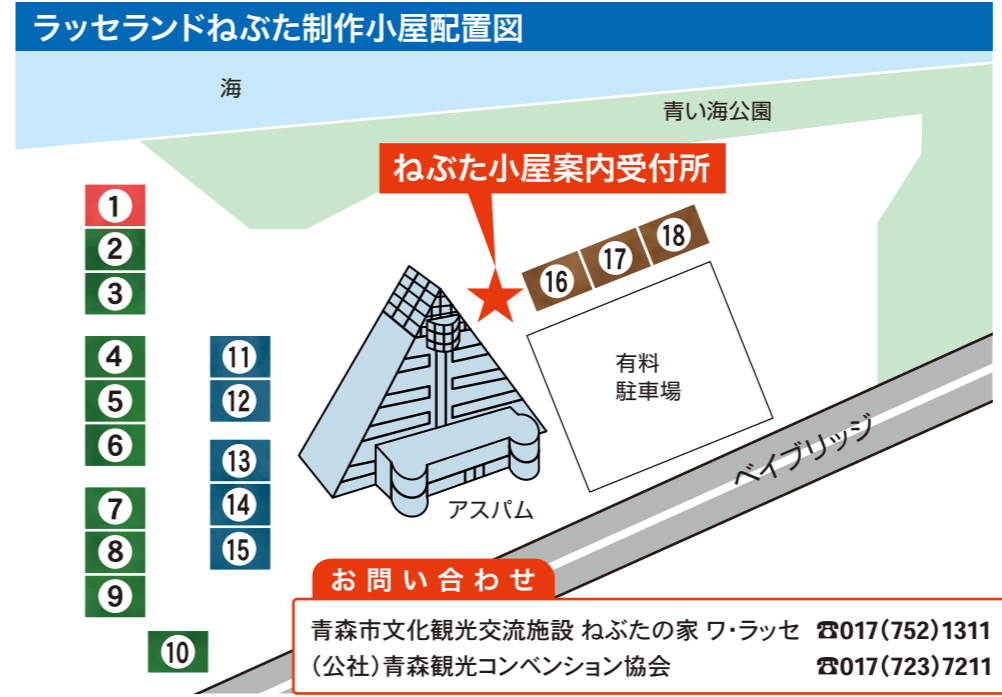 ラッセランドねぶた制作小屋配置図
海
青い海公園
ねぶた小屋案内受付所
1
2
3
4
5
6
7
8
9
10
11
12
13
14
15
16
17
18
有料
駐車場
ベイブリッジ
アスパム
お問い合わせ
青森市文化観光交流施設 ねぶたの家 ワ・ラッセ ☎017(752)1311
(公社)青森観光コンベンション協会 ☎017(723)7211